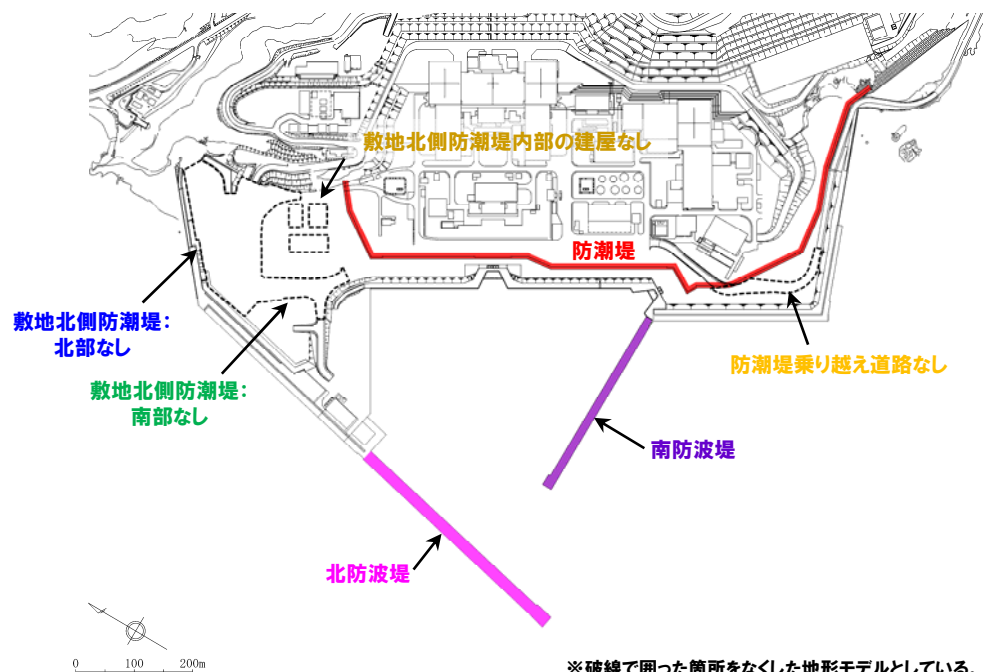 敷地北側防潮堤内部の建屋なし
防潮堤
敷地北側防潮堤：
北部なし
敷地北側防潮堤：
南部なし
防潮堤乗り越え道路なし
南防波堤
北防波堤
0 100 200m
※破線で囲った箇所をなくした地形モデルとしている。